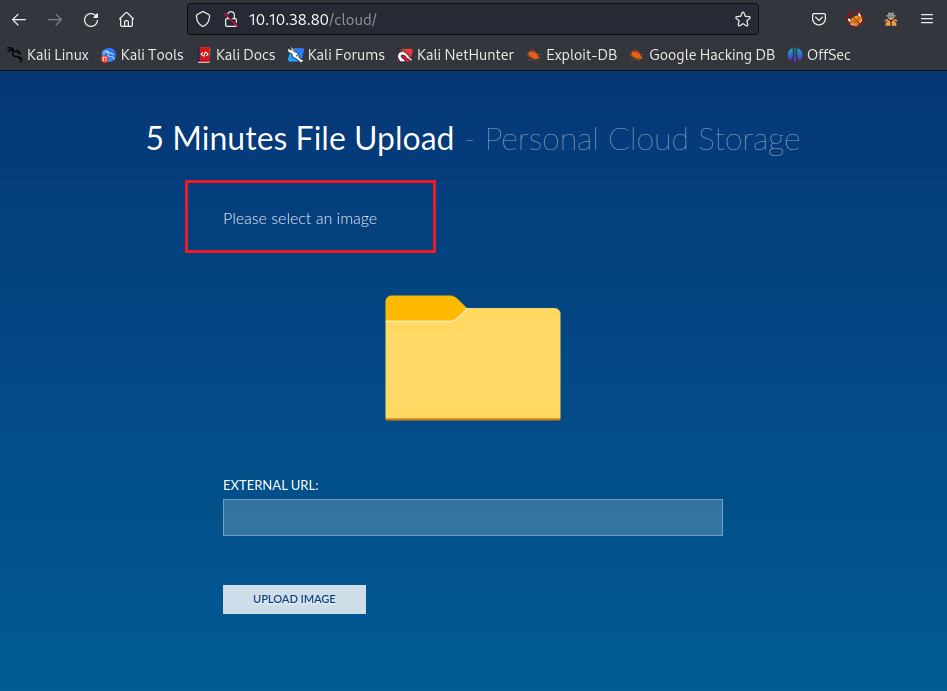 10.10.38.80/cloud/
Kali Linux Kali Tools Kali Docs Kali Forums Kali NetHunter Exploit-DB Google Hacking DB OffSec
5 Minutes File Upload - Personal Cloud Storage
Please select an image
EXTERNAL URL:
UPLOAD IMAGE